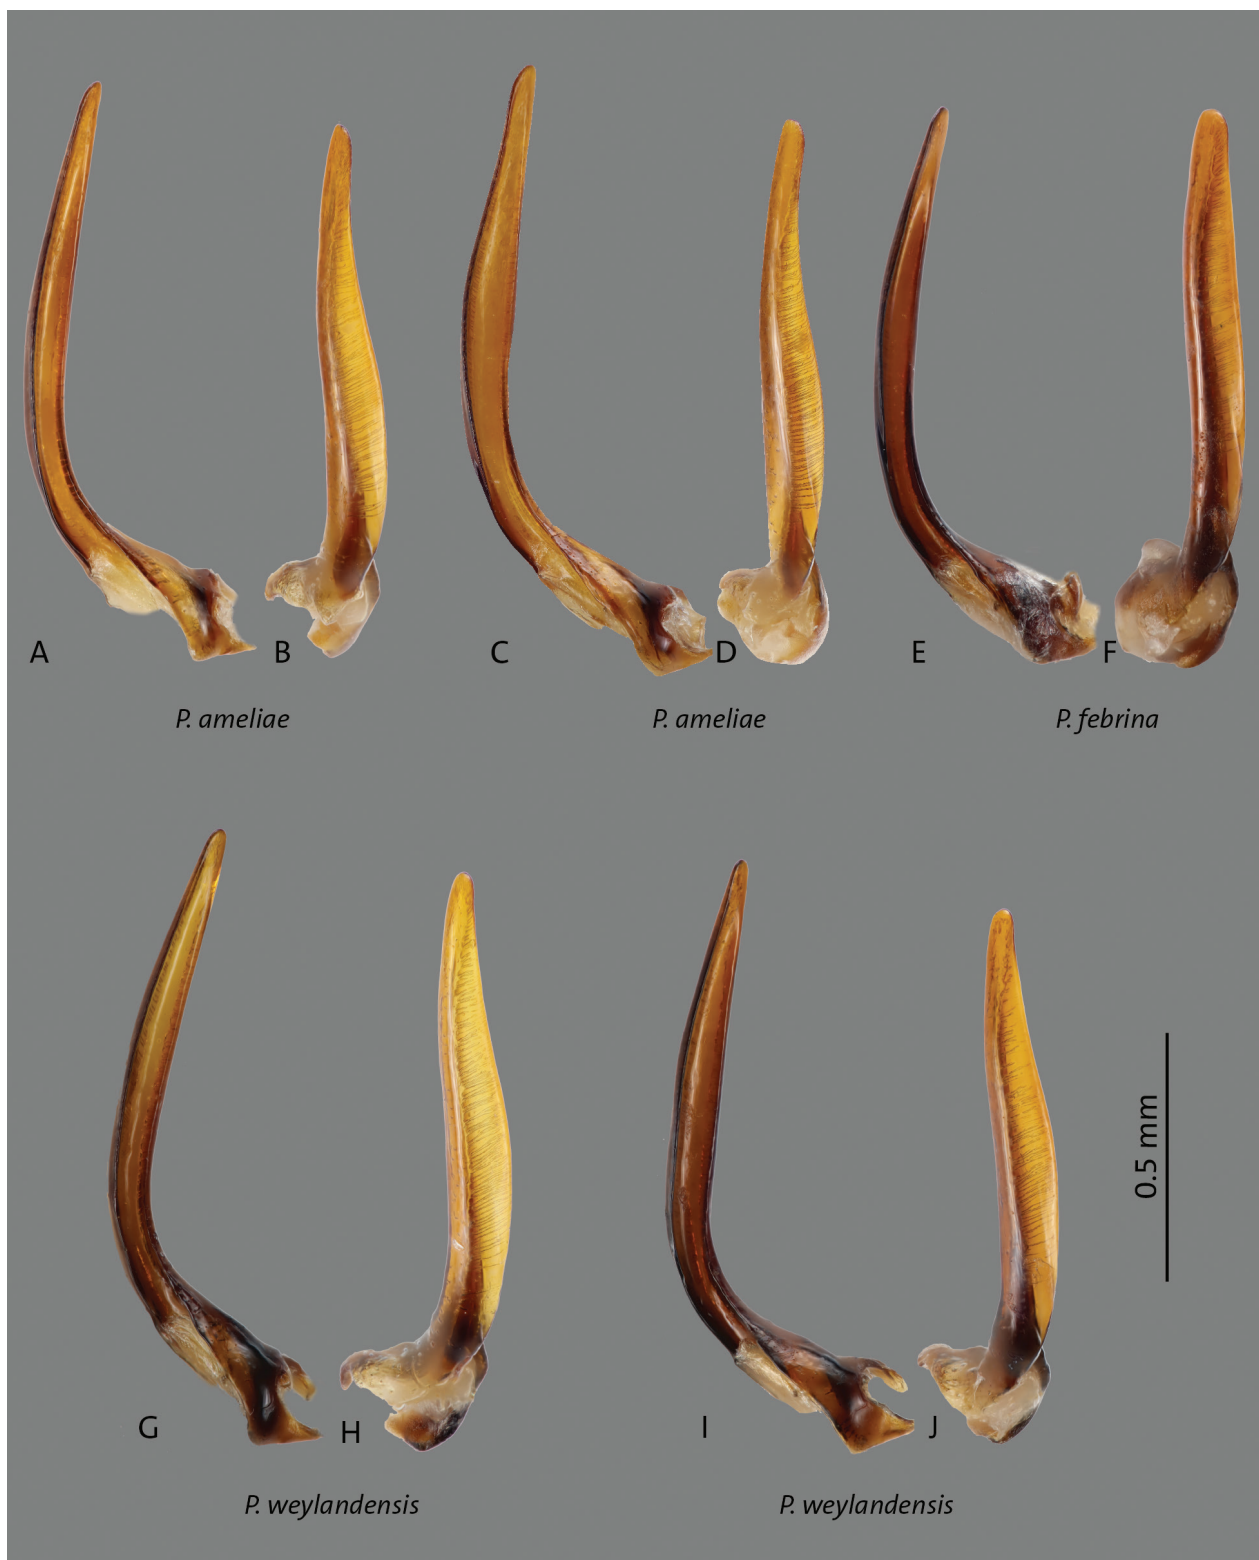 A B C D E F
P. ameliae P. ameliae P. febrina
0.5 mm
G H I J
P. weylandensis P. weylandensis